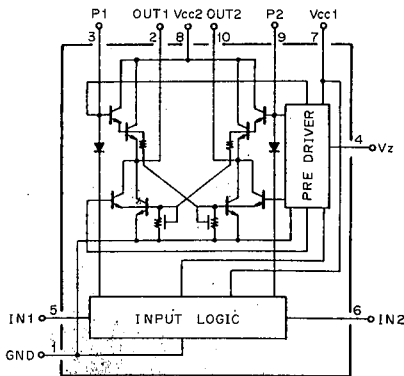 P1 OUT1 Vcc2 OUT2 P2 Vcc1
3 2 8 10 9 7
PRE DRIVER
4 Vz
IN1 5 INPUT LOGIC 6 IN2
GND 1